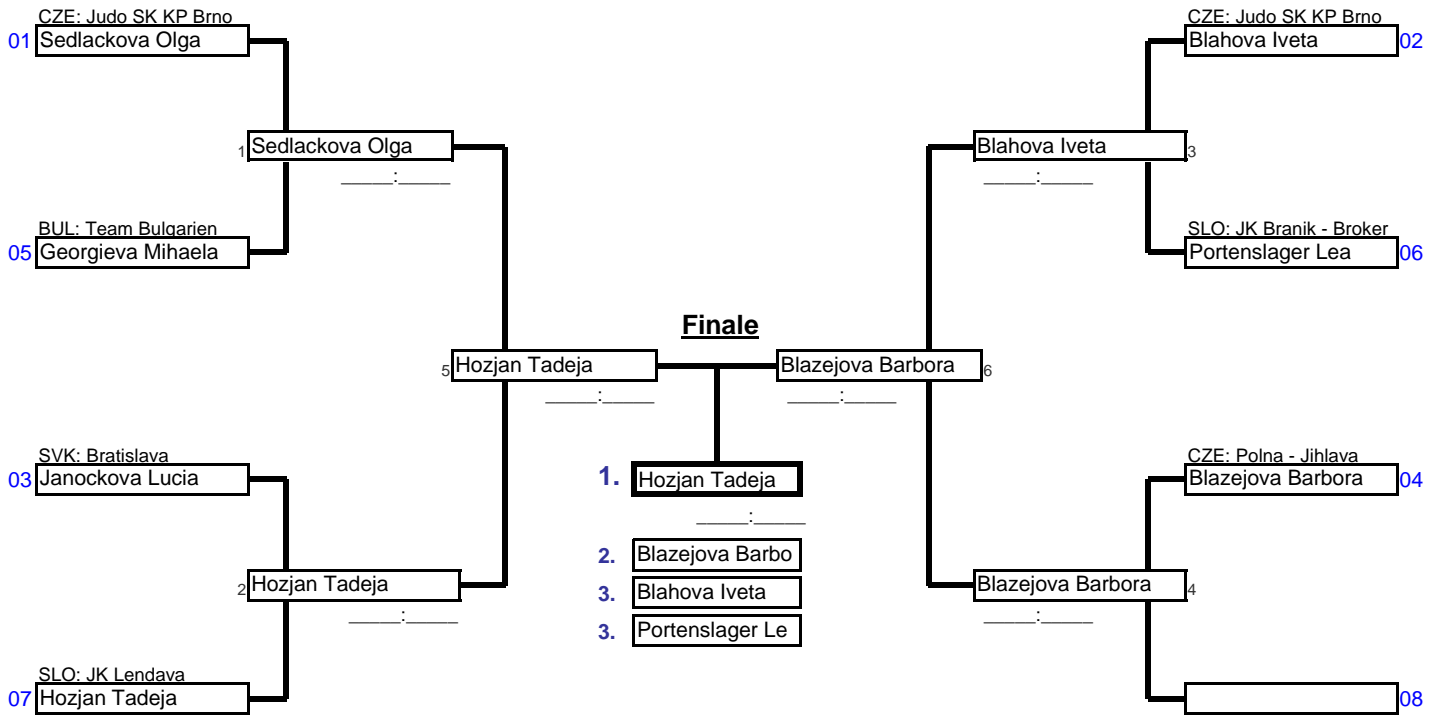 CZE: Judo SK KP Brno
01 Sedlackova Olga
1 Sedlackova Olga
_____:_____
BUL: Team Bulgarien
05 Georgieva Mihaela
5 Hozjan Tadeja
_____:_____
SVK: Bratislava
03 Janockova Lucia
2 Hozjan Tadeja
_____:_____
SLO: JK Lendava
07 Hozjan Tadeja
Finale
1. Hozjan Tadeja
_____:_____
2. Blazejova Barbo
3. Blahova Iveta
3. Portenslager Le
CZE: Judo SK KP Brno
Blahova Iveta 02
Blahova Iveta 3
_____:_____
SLO: JK Branik - Broker
Portenslager Lea 06
Blazejova Barbora 6
_____:_____
CZE: Polna - Jihlava
Blazejova Barbora 04
Blazejova Barbora 4
_____:_____
08